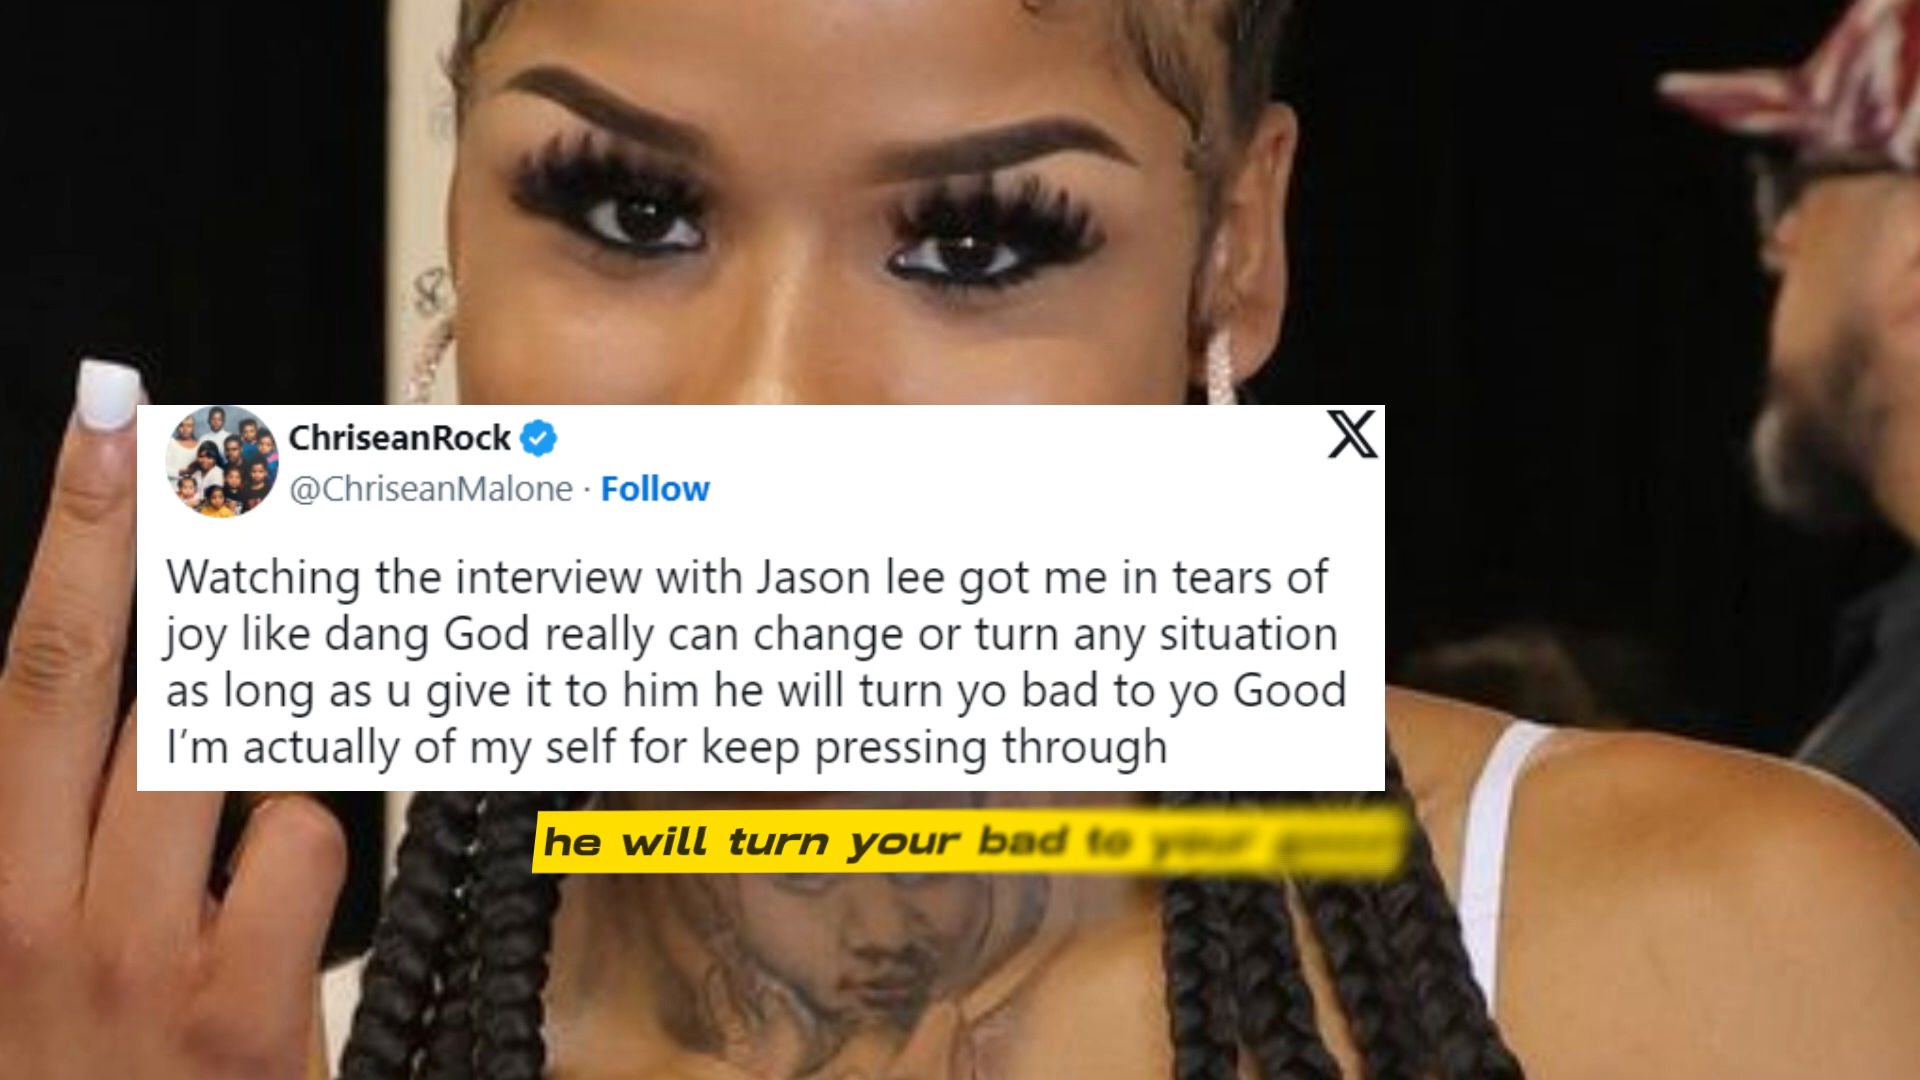 ChriseanRock
@ChriseanMalone · Follow
Watching the interview with Jason lee got me in tears of
joy like dang God really can change or turn any situation
as long as u give it to him he will turn yo bad to yo Good
I’m actually of my self for keep pressing through
he will turn your bad to your